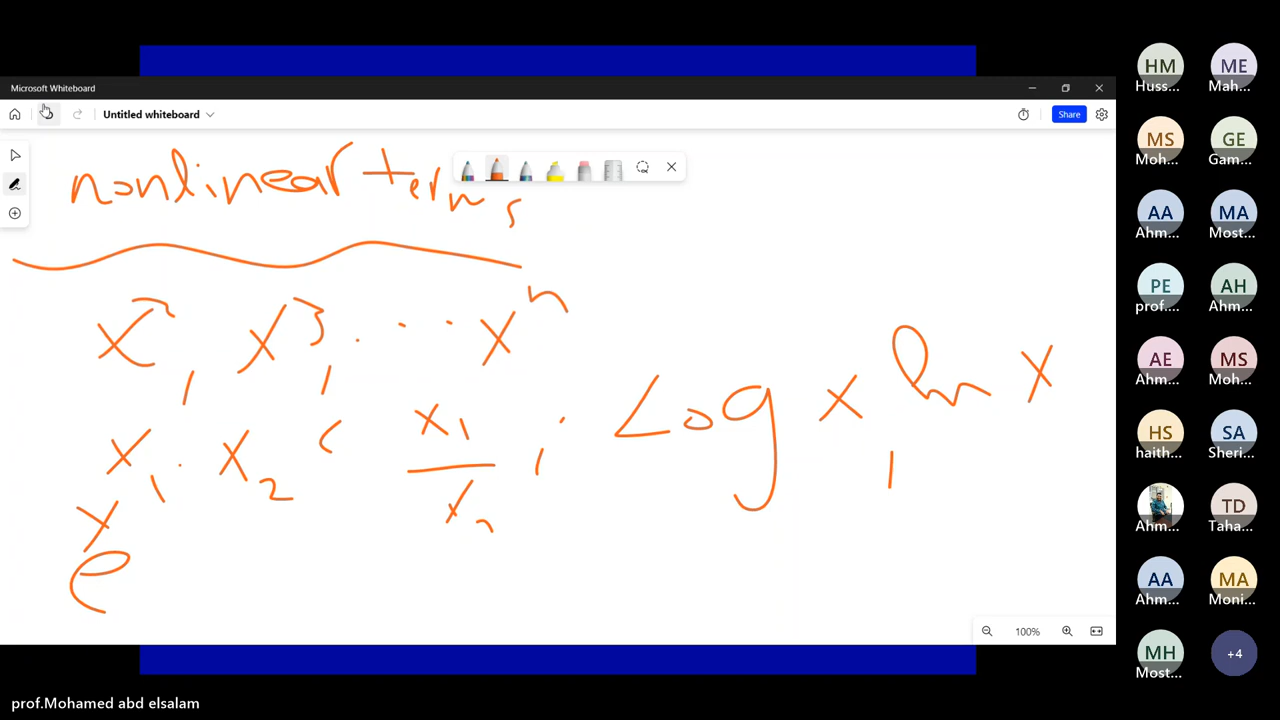 Microsoft Whiteboard
Untitled whiteboard
Share
nonlinear terms
x², x³, ... xⁿ
x₁ . x₂, x₁/x₂, . Log x, ln x
x
e
100%
HM
Huss...
ME
Mah...
MS
Moh...
GE
Gam...
AA
Ahm...
MA
Most...
PE
prof....
AH
Ahm...
AE
Ahm...
MS
Moh...
HS
haith...
SA
Sheri...
Ahm...
TD
Taha...
AA
Ahm...
MA
Moni...
MH
Most...
+4
prof.Mohamed abd elsalam